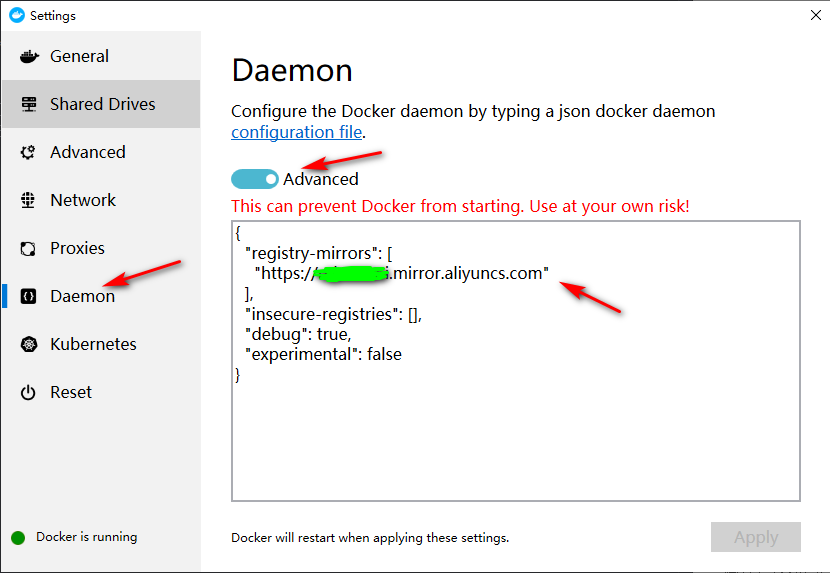 Settings
General
Shared Drives
Advanced
Network
Proxies
Daemon
Kubernetes
Reset
Docker is running
Daemon
Configure the Docker daemon by typing a json docker daemon
configuration file.
Advanced
This can prevent Docker from starting. Use at your own risk!
{
"registry-mirrors": [
"https://.mirror.aliyuncs.com"
],
"insecure-registries": [],
"debug": true,
"experimental": false
}
Docker will restart when applying these settings.
Apply